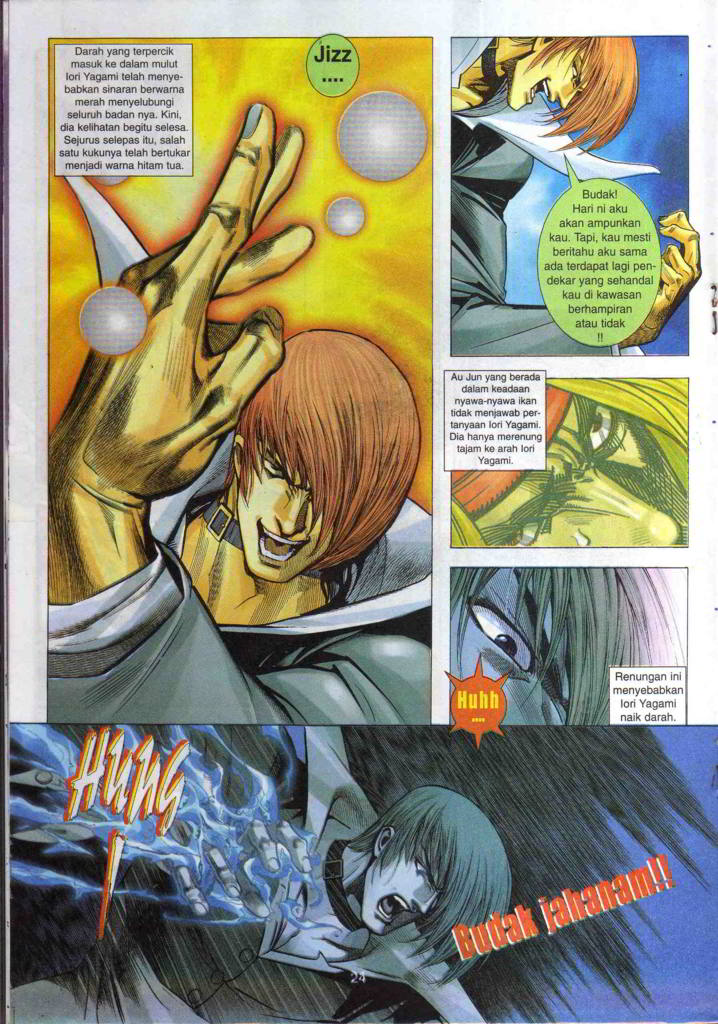 Darah yang terpercik
masuk ke dalam mulut
Iori Yagami telah menye-
babkan sinaran berwarna
merah menyelubungi
seluruh badan nya. Kini,
dia kelihatan begitu selesa.
Sejurus selepas itu, salah
satu kukunya telah bertukar
menjadi warna hitam tua.
Jizz
....
Budak!
Hari ni aku
akan ampunkan
kau. Tapi, kau mesti
beritahu aku sama
ada terdapat lagi pen-
dekar yang sehandal
kau di kawasan
berhampiran
atau tidak
!!
Au Jun yang berada
dalam keadaan
nyawa-nyawa ikan
tidak menjawab per-
tanyaan Iori Yagami.
Dia hanya merenung
tajam ke arah Iori
Yagami.
Huhh
....
Renungan ini
menyebabkan
Iori Yagami
naik darah.
Hung
!
Budak jahanam!!
24